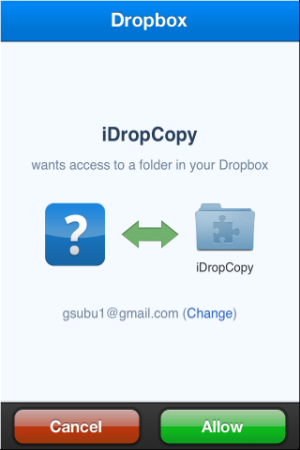 Dropbox
iDropCopy
wants access to a folder in your Dropbox
?
iDropCopy
gsubu1@gmail.com (Change)
Cancel Allow